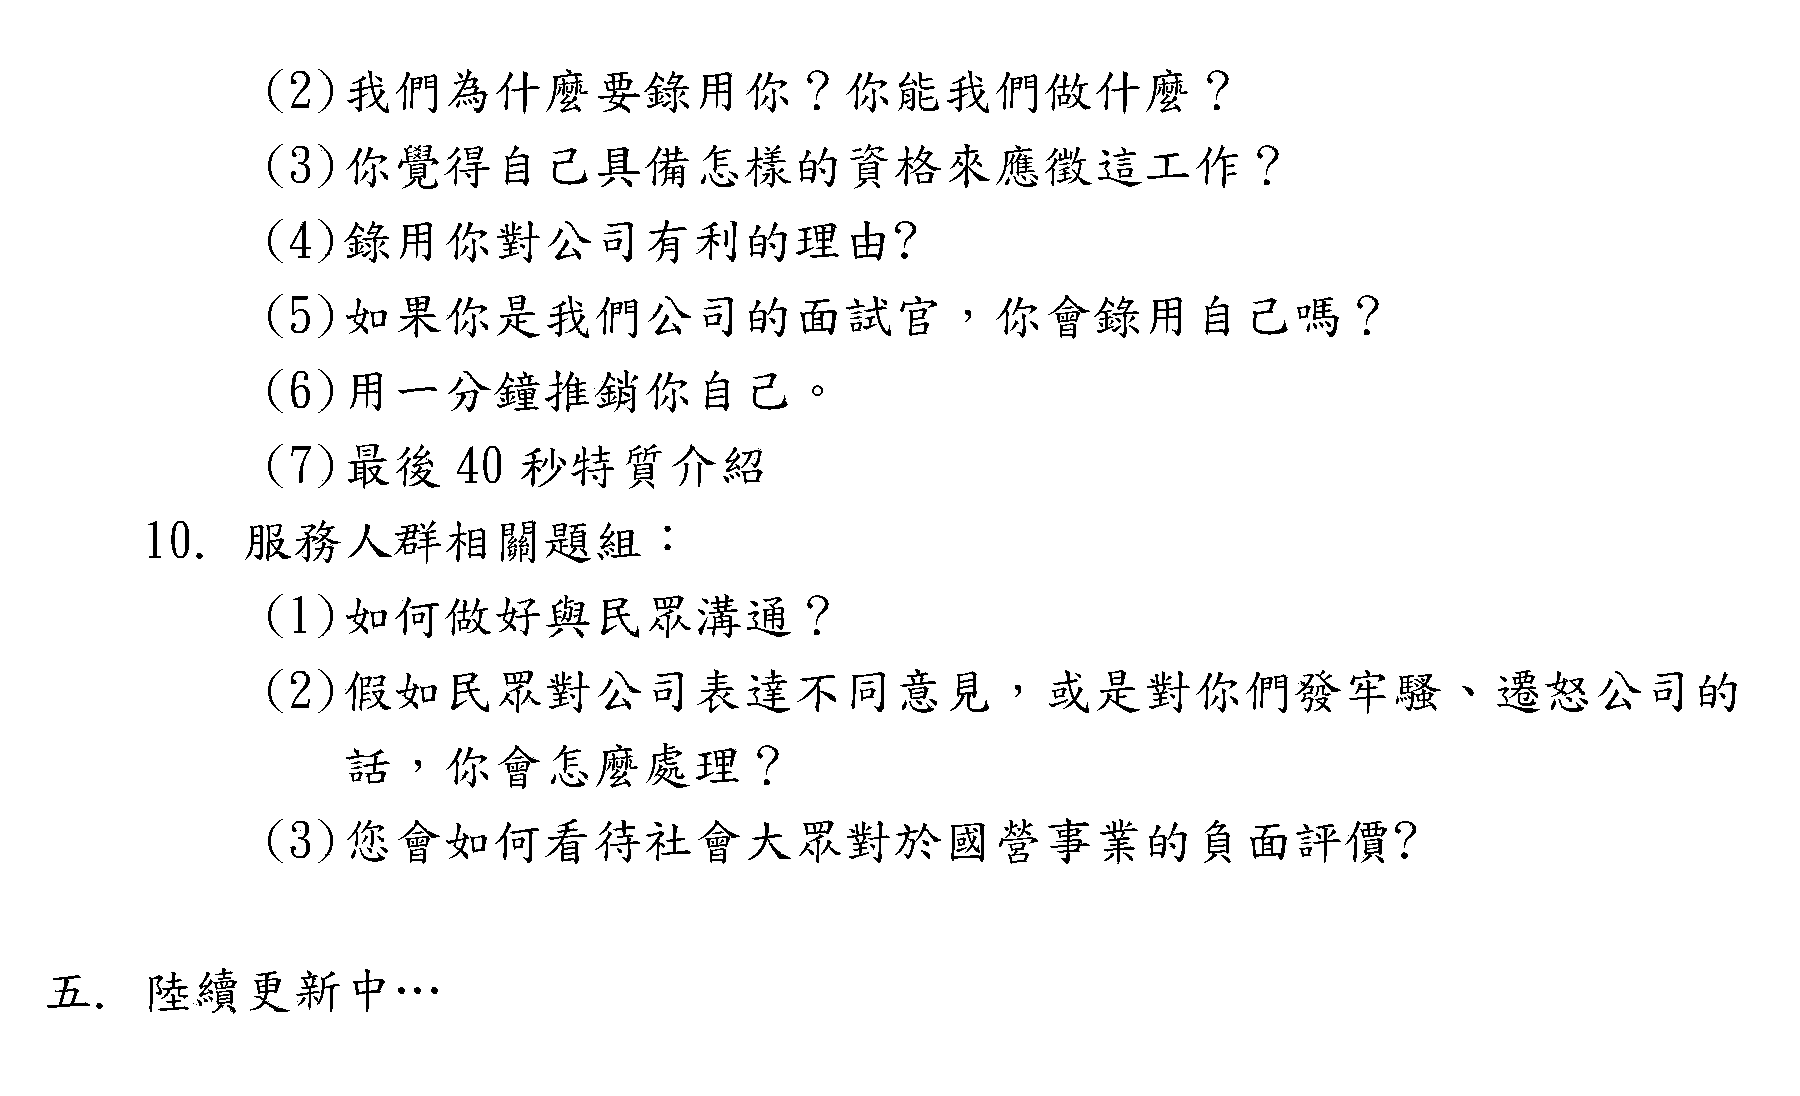 (2)我們為什麼要錄用你？你能我們做什麼？
(3)你覺得自己具備怎樣的資格來應徵這工作？
(4)錄用你對公司有利的理由?
(5)如果你是我們公司的面試官，你會錄用自己嗎？
(6)用一分鐘推銷你自己。
(7)最後 40 秒特質介紹
10. 服務人群相關題組：
(1)如何做好與民眾溝通？
(2)假如民眾對公司表達不同意見，或是對你們發牢騷、遷怒公司的
話，你會怎麼處理？
(3)您會如何看待社會大眾對於國營事業的負面評價?
五. 陸續更新中…